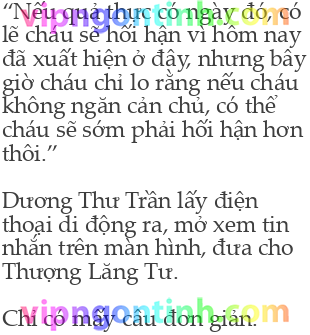 “Nếu quả thực có ngày đó, có
lẽ cháu sẽ hối hận vì hôm nay
đã xuất hiện ở đây, nhưng bây
giờ cháu chỉ lo rằng nếu cháu
không ngăn cản chú, có thể
cháu sẽ sớm phải hối hận hơn
thôi.”
Dương Thư Trần lấy điện
thoại di động ra, mở xem tin
nhắn trên màn hình, đưa cho
Thượng Lăng Tư.
Chỉ có mấy câu đơn giản:
vipngontinh.com
vipngontinh.com